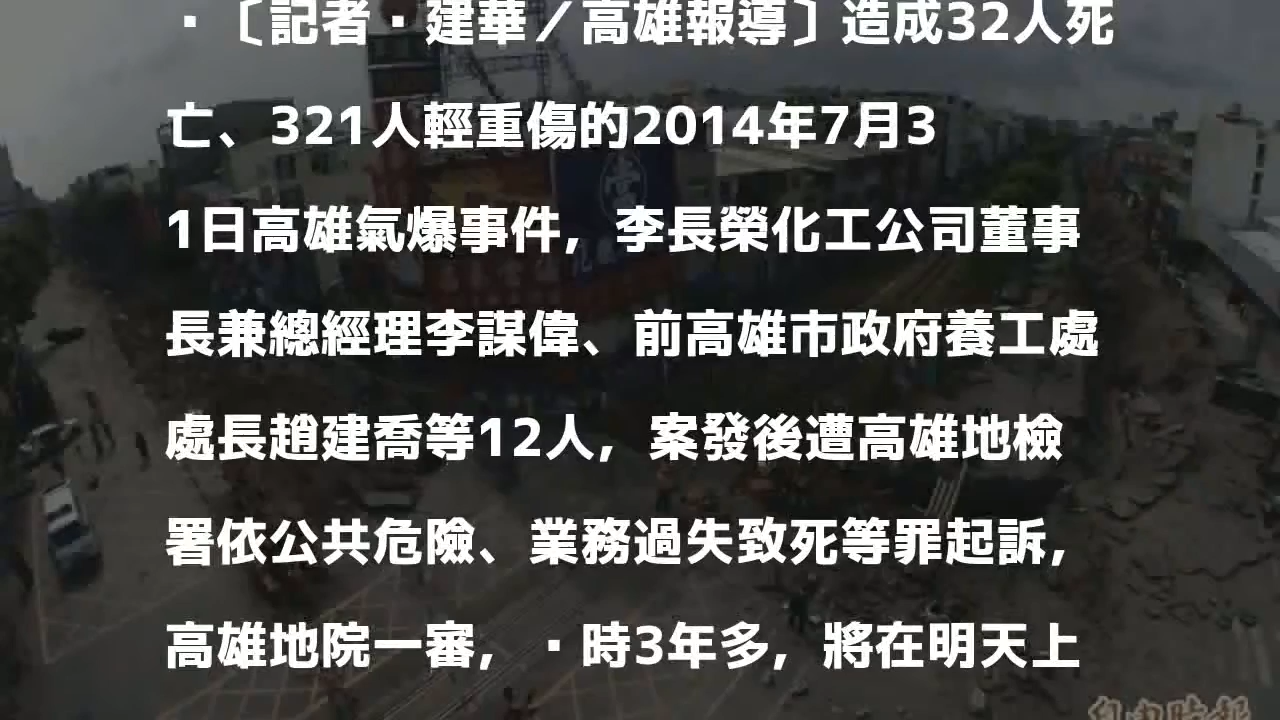 ．〔記者．建華／高雄報導〕造成32人死
亡、321人輕重傷的2014年7月3
1日高雄氣爆事件，李長榮化工公司董事
長兼總經理李謀偉、前高雄市政府養工處
處長趙建喬等12人，案發後遭高雄地檢
署依公共危險、業務過失致死等罪起訴，
高雄地院一審，．時3年多，將在明天上
自由時報